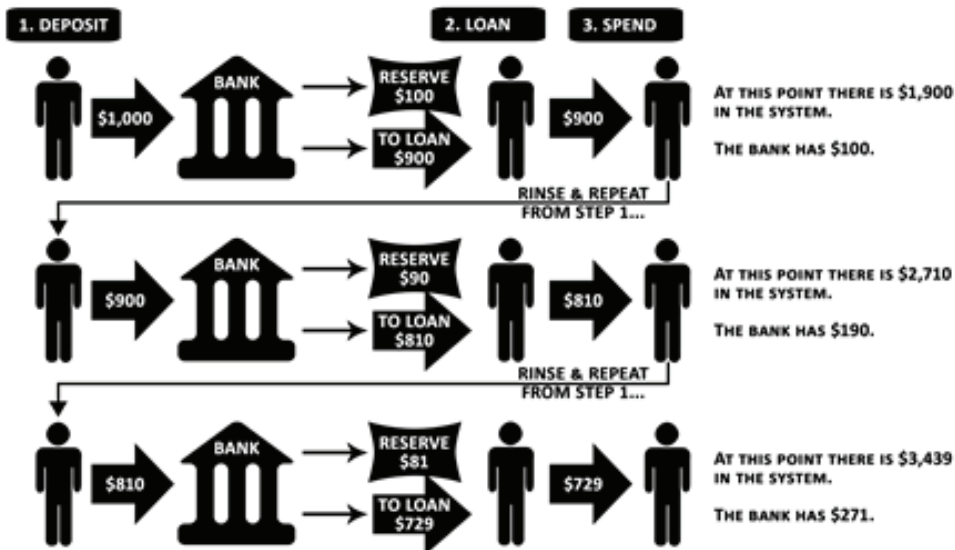 1. DEPOSIT
2. LOAN
3. SPEND
$1,000
BANK
RESERVE
$100
TO LOAN
$900
$900
AT THIS POINT THERE IS $1,900
IN THE SYSTEM.
THE BANK HAS $100.
RINSE & REPEAT
FROM STEP 1...
$900
BANK
RESERVE
$90
TO LOAN
$810
$810
AT THIS POINT THERE IS $2,710
IN THE SYSTEM.
THE BANK HAS $190.
RINSE & REPEAT
FROM STEP 1...
$810
BANK
RESERVE
$81
TO LOAN
$729
$729
AT THIS POINT THERE IS $3,439
IN THE SYSTEM.
THE BANK HAS $271.